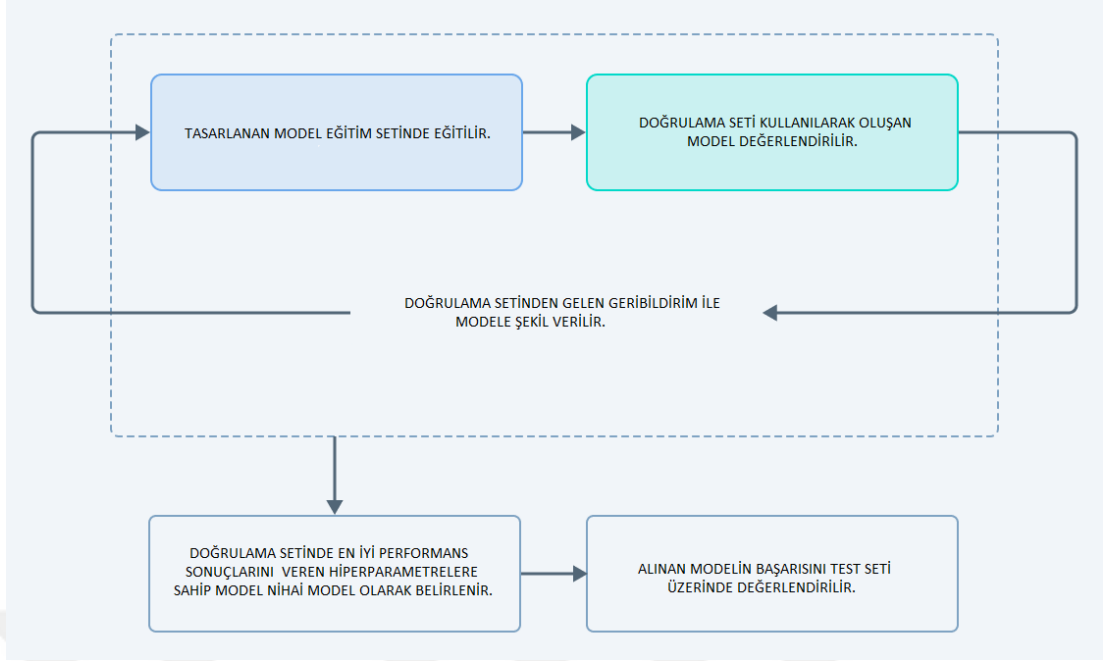 TASARLANAN MODEL EĞİTİM SETİNDE EĞİTİLİR.
DOĞRULAMA SETİ KULLANILARAK OLUŞAN
MODEL DEĞERLENDİRİLİR.
DOĞRULAMA SETİNDEN GELEN GERİBİLDİRİM İLE
MODELE ŞEKİL VERİLİR.
DOĞRULAMA SETİNDE EN İYİ PERFORMANS
SONUÇLARINI VEREN HİPERPARAMETRELERE
SAHİP MODEL NİHAİ MODEL OLARAK BELİRLENİR.
ALINAN MODELİN BAŞARISINI TEST SETİ
ÜZERİNDE DEĞERLENDİRİLİR.